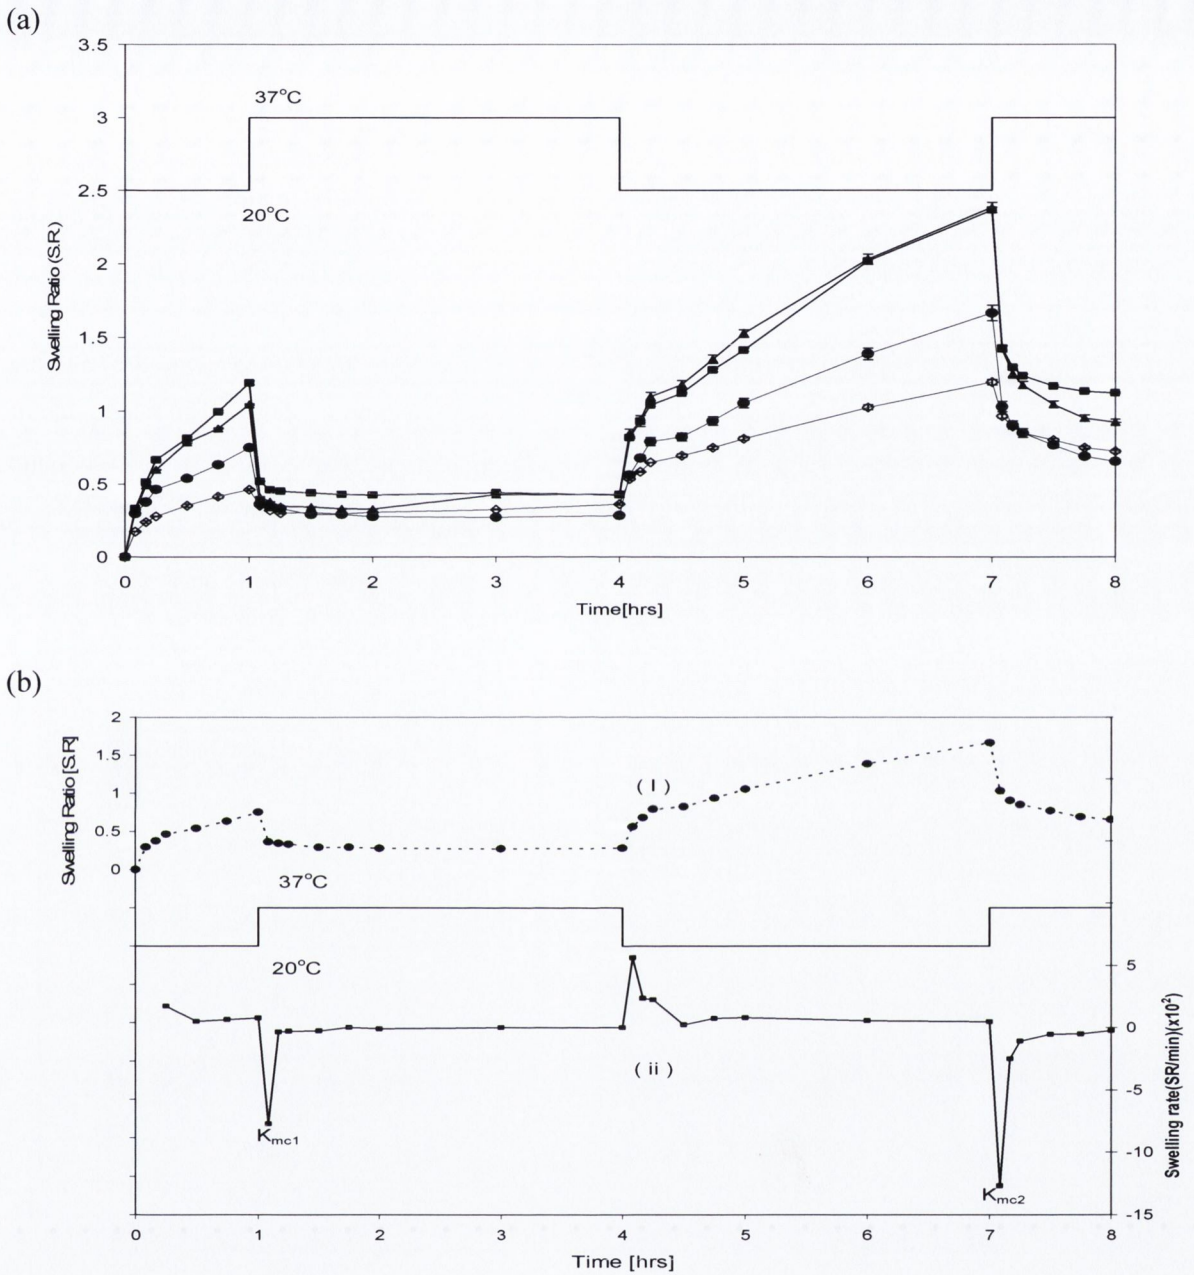 (a)
3.5
3
2.5
2
1.5
1
0.5
0
Swelling Ratio (S.R.)
37°C
20°C
0 1 2 3 4 5 6 7 8
Time[hrs]
(b)
2
1.5
1
0.5
0
Swelling Ratio [S.R]
( I )
37°C
20°C
( ii )
Kmc1
Kmc2
5
0
-5
-10
-15
Swelling rate(SR/min)(x10²)
0 1 2 3 4 5 6 7 8
Time [hrs]